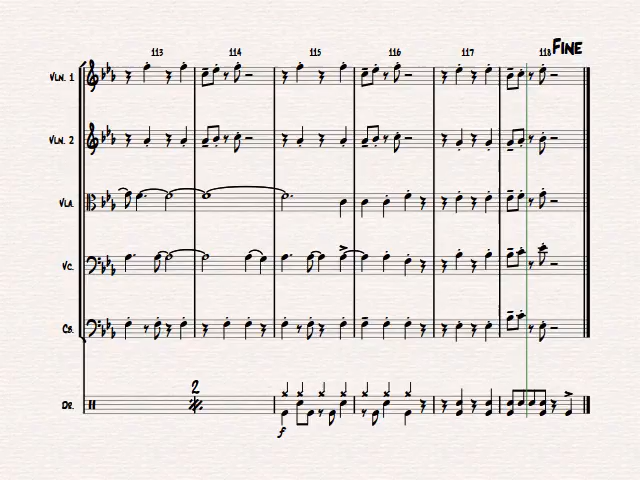 113 114 115 116 117 118 FINE
VLN. 1
VLN. 2
VLA.
VC.
CB.
2
DR.
f